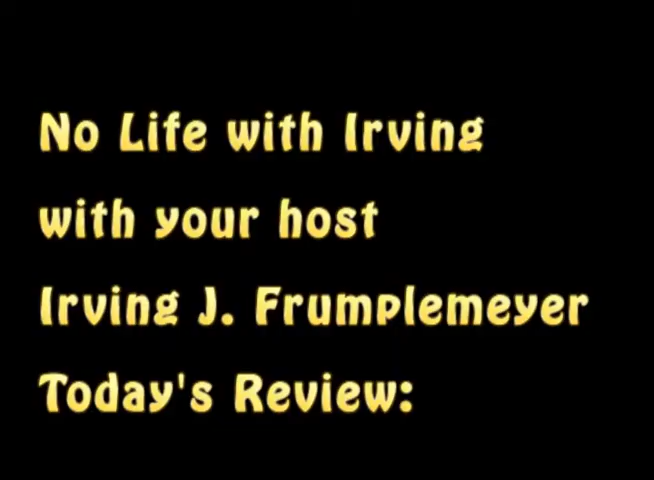 No Life with Irving
with your host
Irving J. Frumplemeyer
Today's Review: